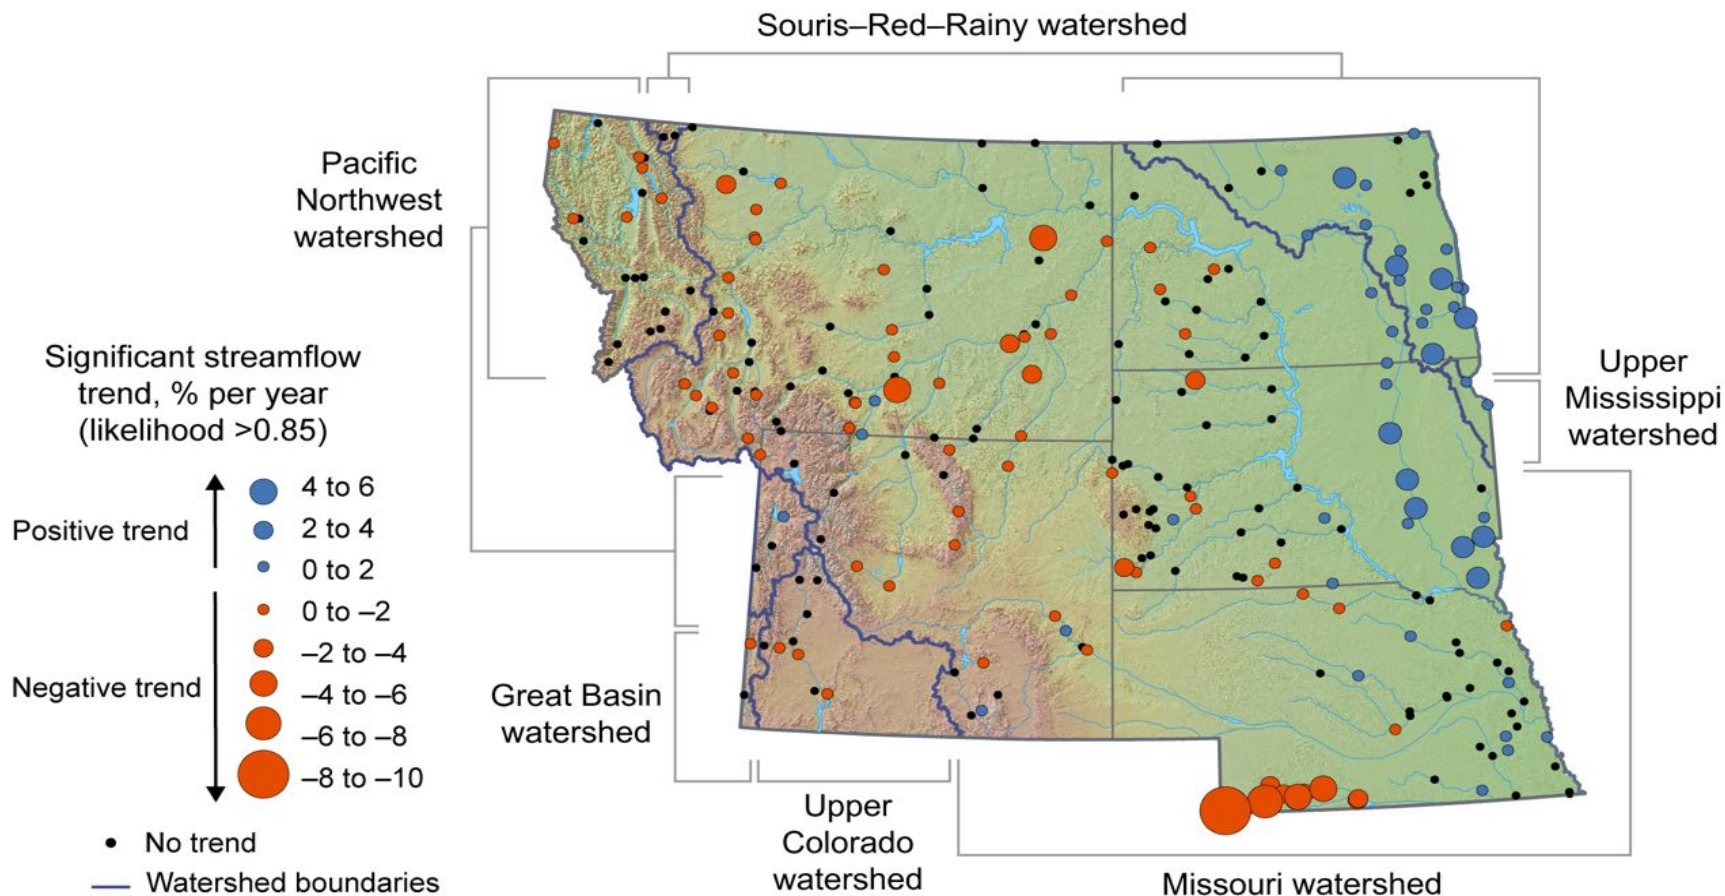 Souris–Red–Rainy watershed
Pacific
Northwest
watershed
Significant streamflow
trend, % per year
(likelihood >0.85)
Positive trend
4 to 6
2 to 4
0 to 2
Negative trend
0 to –2
–2 to –4
–4 to –6
–6 to –8
–8 to –10
No trend
Watershed boundaries
Great Basin
watershed
Upper
Colorado
watershed
Missouri watershed
Upper
Mississippi
watershed